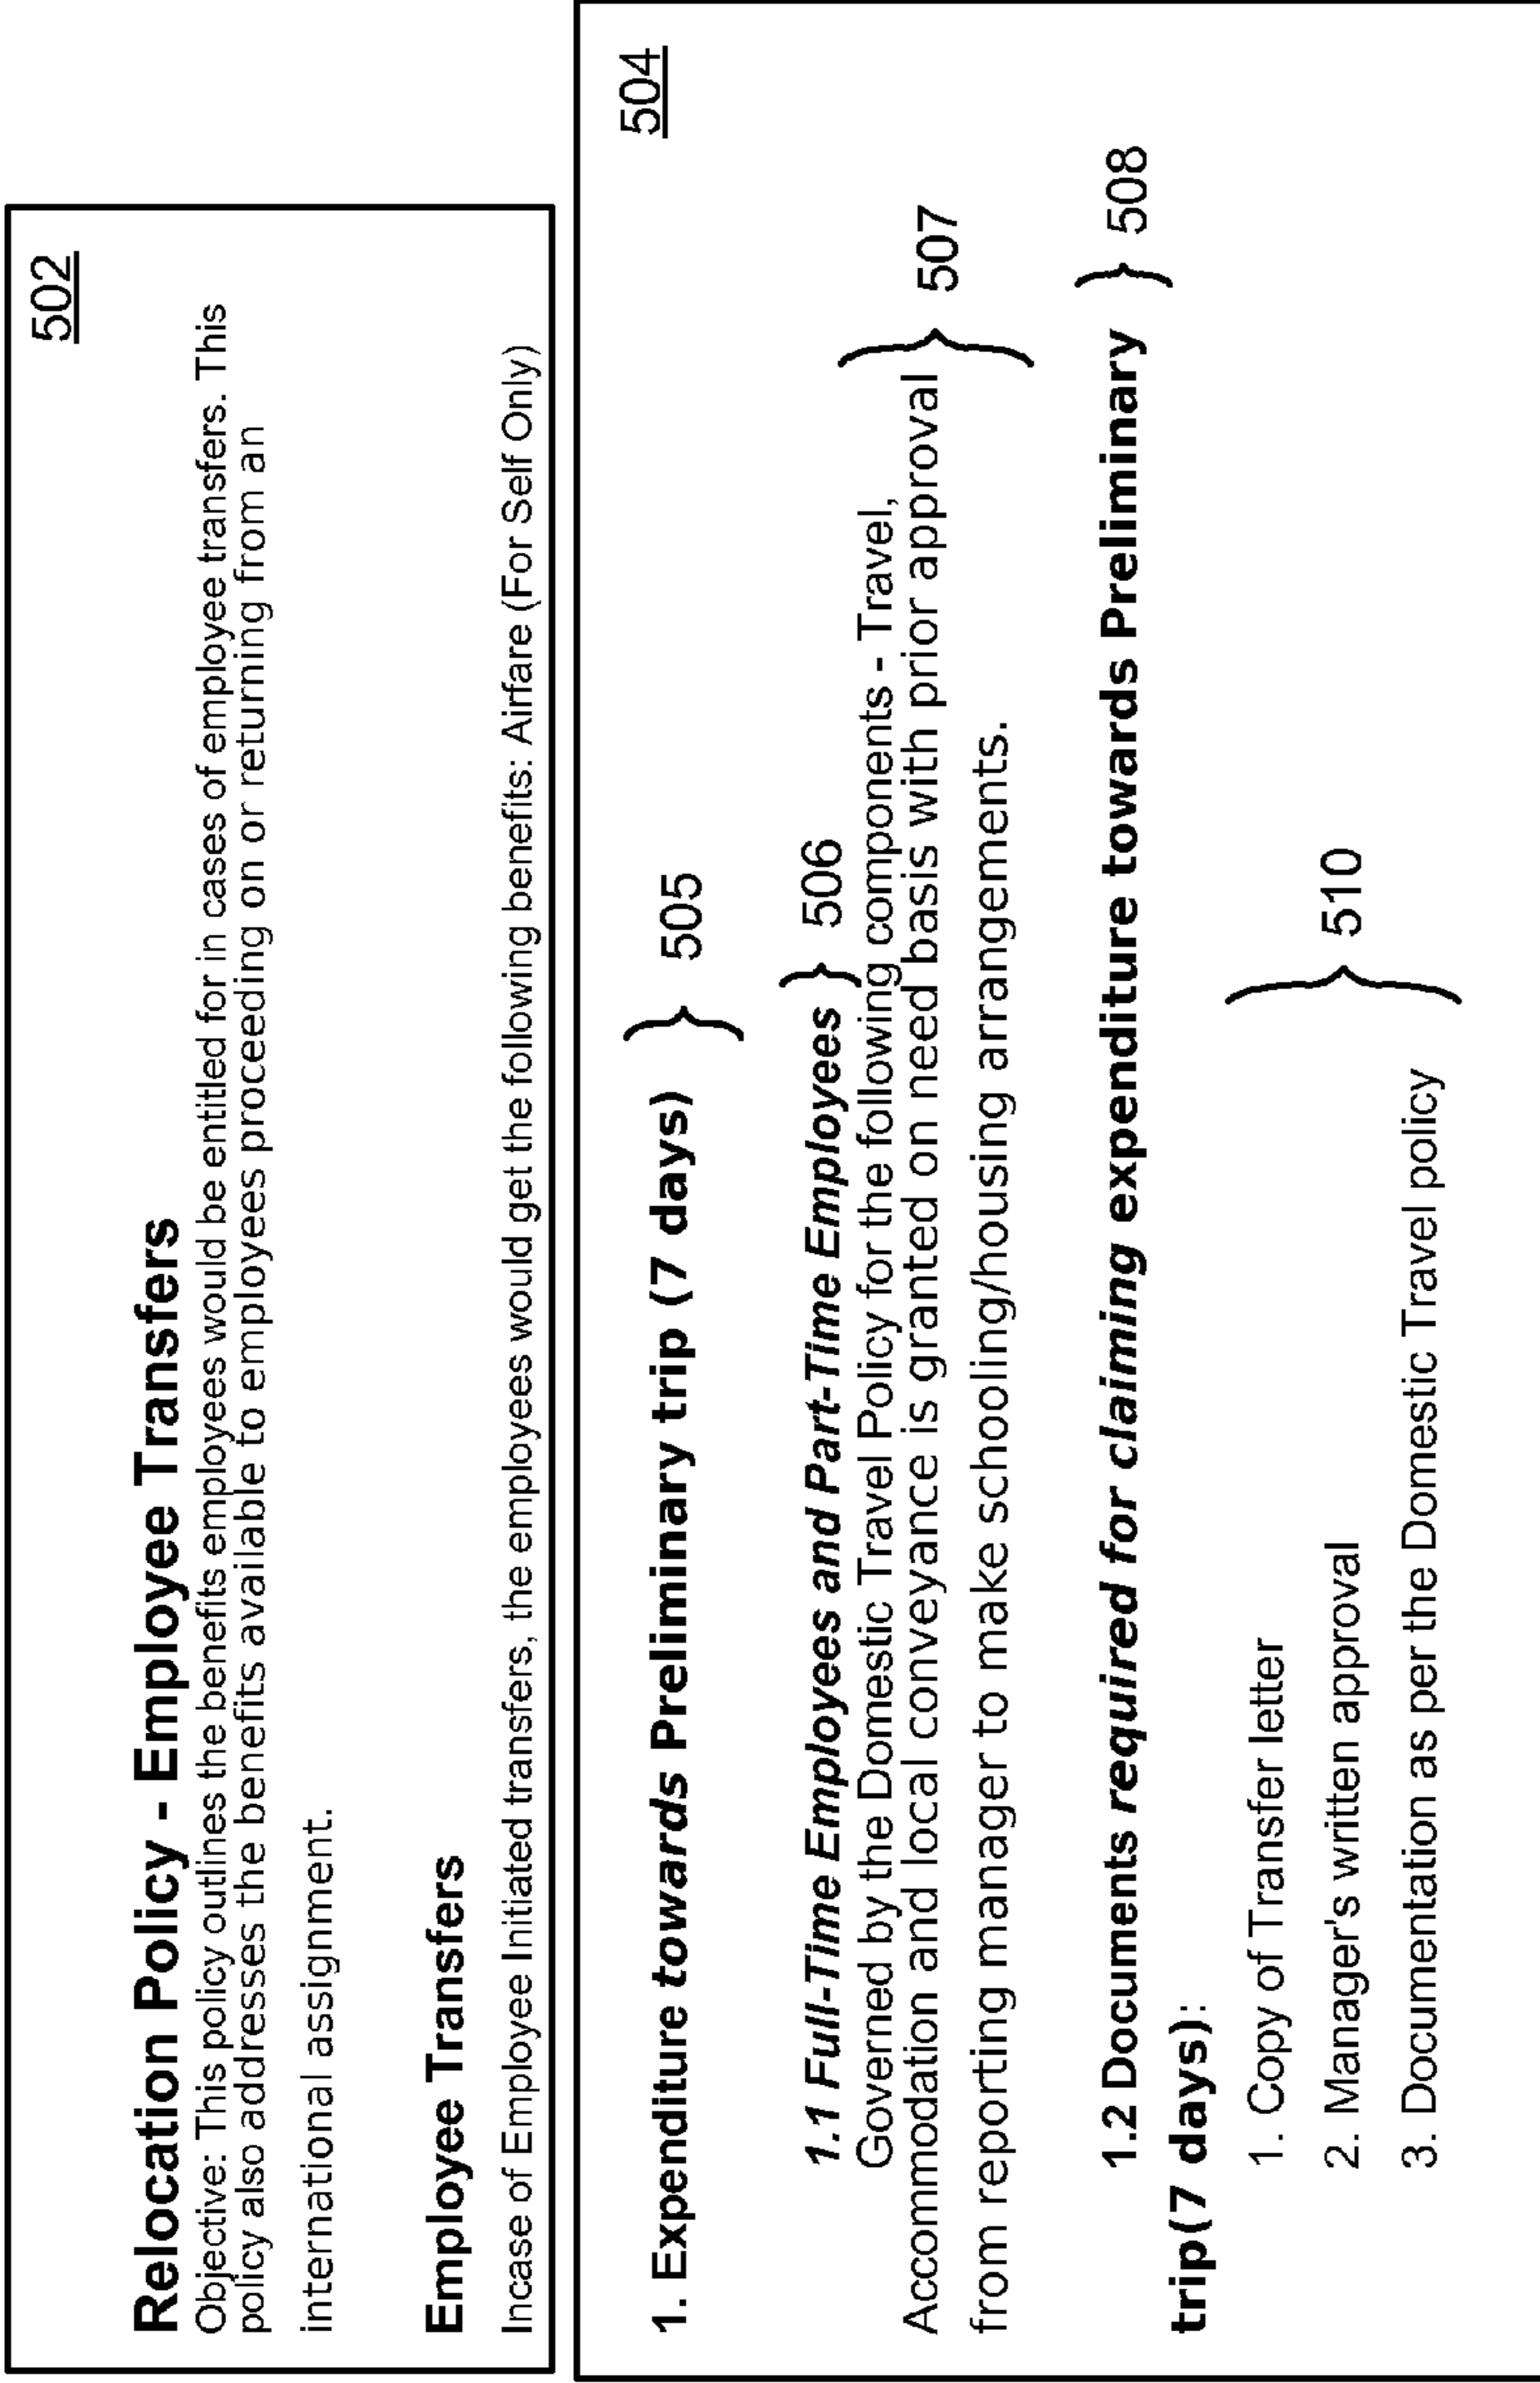 502
Relocation Policy - Employee Transfers
Objective: This policy outlines the benefits employees would be entitled for in cases of employee transfers. This
policy also addresses the benefits available to employees proceeding on or returning from an
international assignment.
Employee Transfers
Incase of Employee Initiated transfers, the employees would get the following benefits: Airfare (For Self Only)
504
1. Expenditure towards Preliminary trip (7 days) } 505
1.1 Full-Time Employees and Part-Time Employees } 506
Governed by the Domestic Travel Policy for the following components - Travel,
Accommodation and local conveyance is granted on need basis with prior approval } 507
from reporting manager to make schooling/housing arrangements.
1.2 Documents required for claiming expenditure towards Preliminary } 508
trip(7 days):
1. Copy of Transfer letter
2. Manager's written approval } 510
3. Documentation as per the Domestic Travel policy